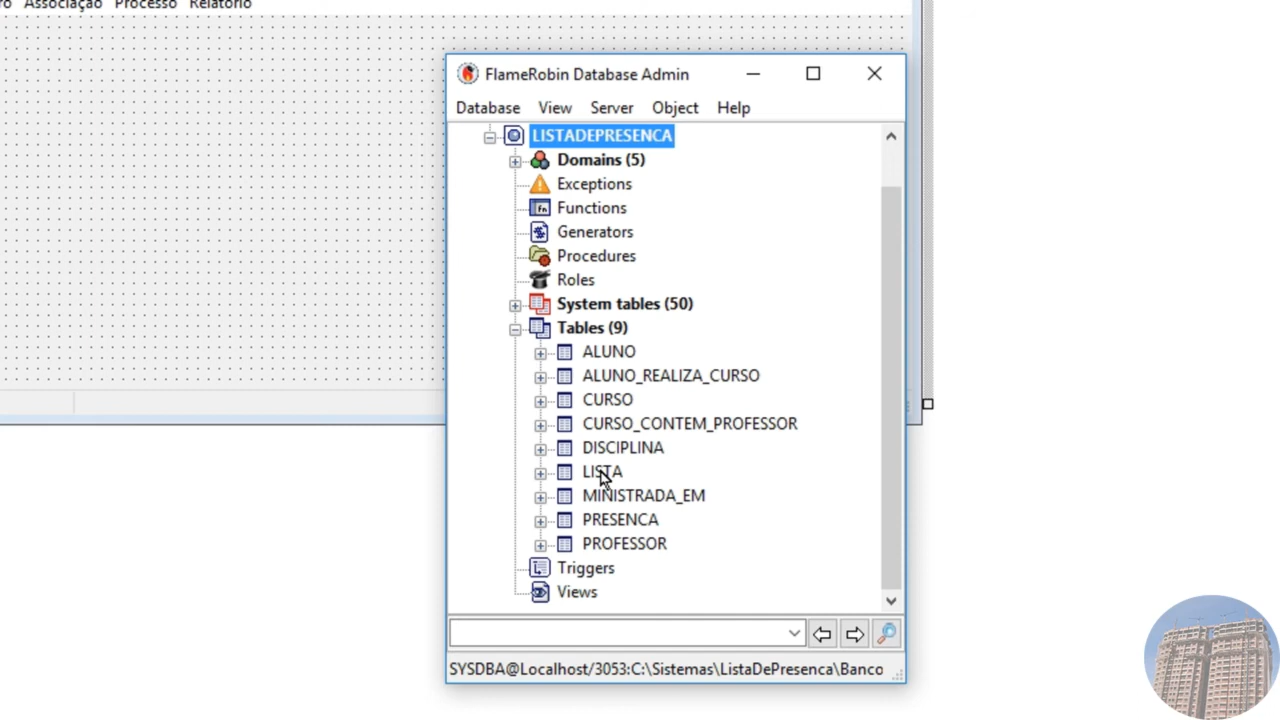 ro Associação Processo Relatório
FlameRobin Database Admin
Database View Server Object Help
LISTADEPRESENCA
Domains (5)
Exceptions
Functions
Generators
Procedures
Roles
System tables (50)
Tables (9)
ALUNO
ALUNO_REALIZA_CURSO
CURSO
CURSO_CONTEM_PROFESSOR
DISCIPLINA
LISTA
MINISTRADA_EM
PRESENCA
PROFESSOR
Triggers
Views
SYSDBA@Localhost/3053:C:\Sistemas\ListaDePresenca\Banco